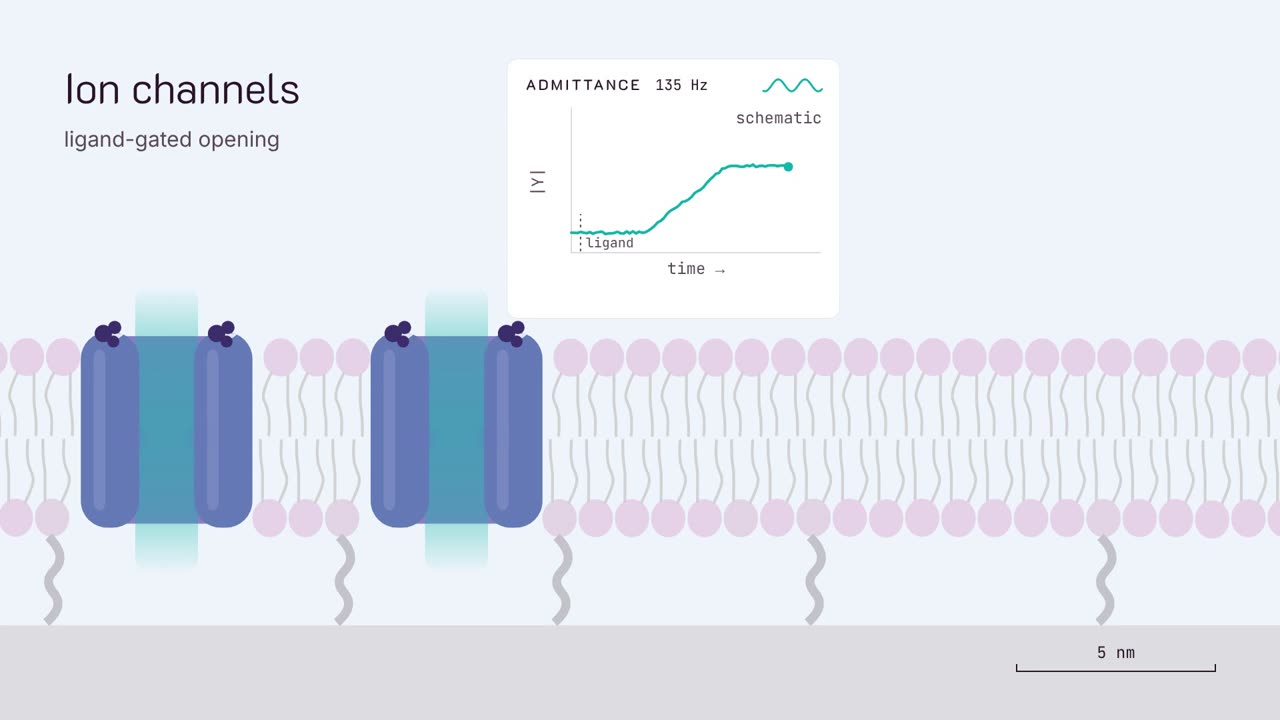 Ion channels
ligand-gated opening
ADMITTANCE 135 Hz
schematic
|Y|
ligand
time →
5 nm